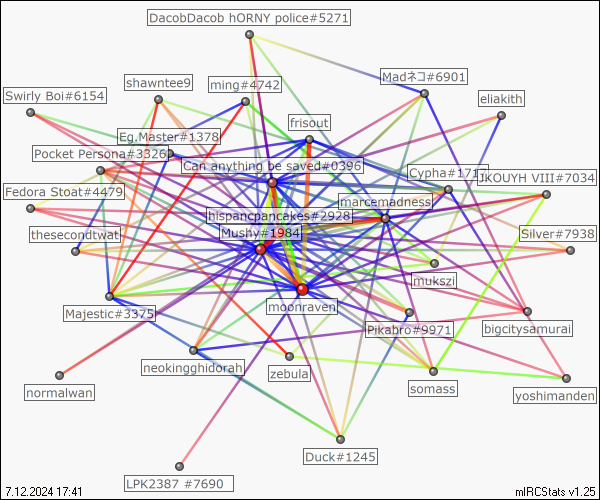 DacobDacob hORNY police#5271
Madネコ#6901
shawntee9
ming#4742
Swirly Boi#6154
eliakith
frisout
Eg.Master#1378
Pocket Persona#3326
Can anything be saved#0396
Cypha#171
JKOUYH VIII#7034
Fedora Stoat#4479
marcemadness
hispancpancakes#2928
Mushy#1984
thesecondtwat
Silver#7938
mukszi
moonraven
Majestic#3375
Pikabro#9971
bigcitysamurai
neokingghidorah
zebula
normalwan
somass
yoshimanden
Duck#1245
LPK2387 #7690
7.12.2024 17:41
mIRCStats v1.25